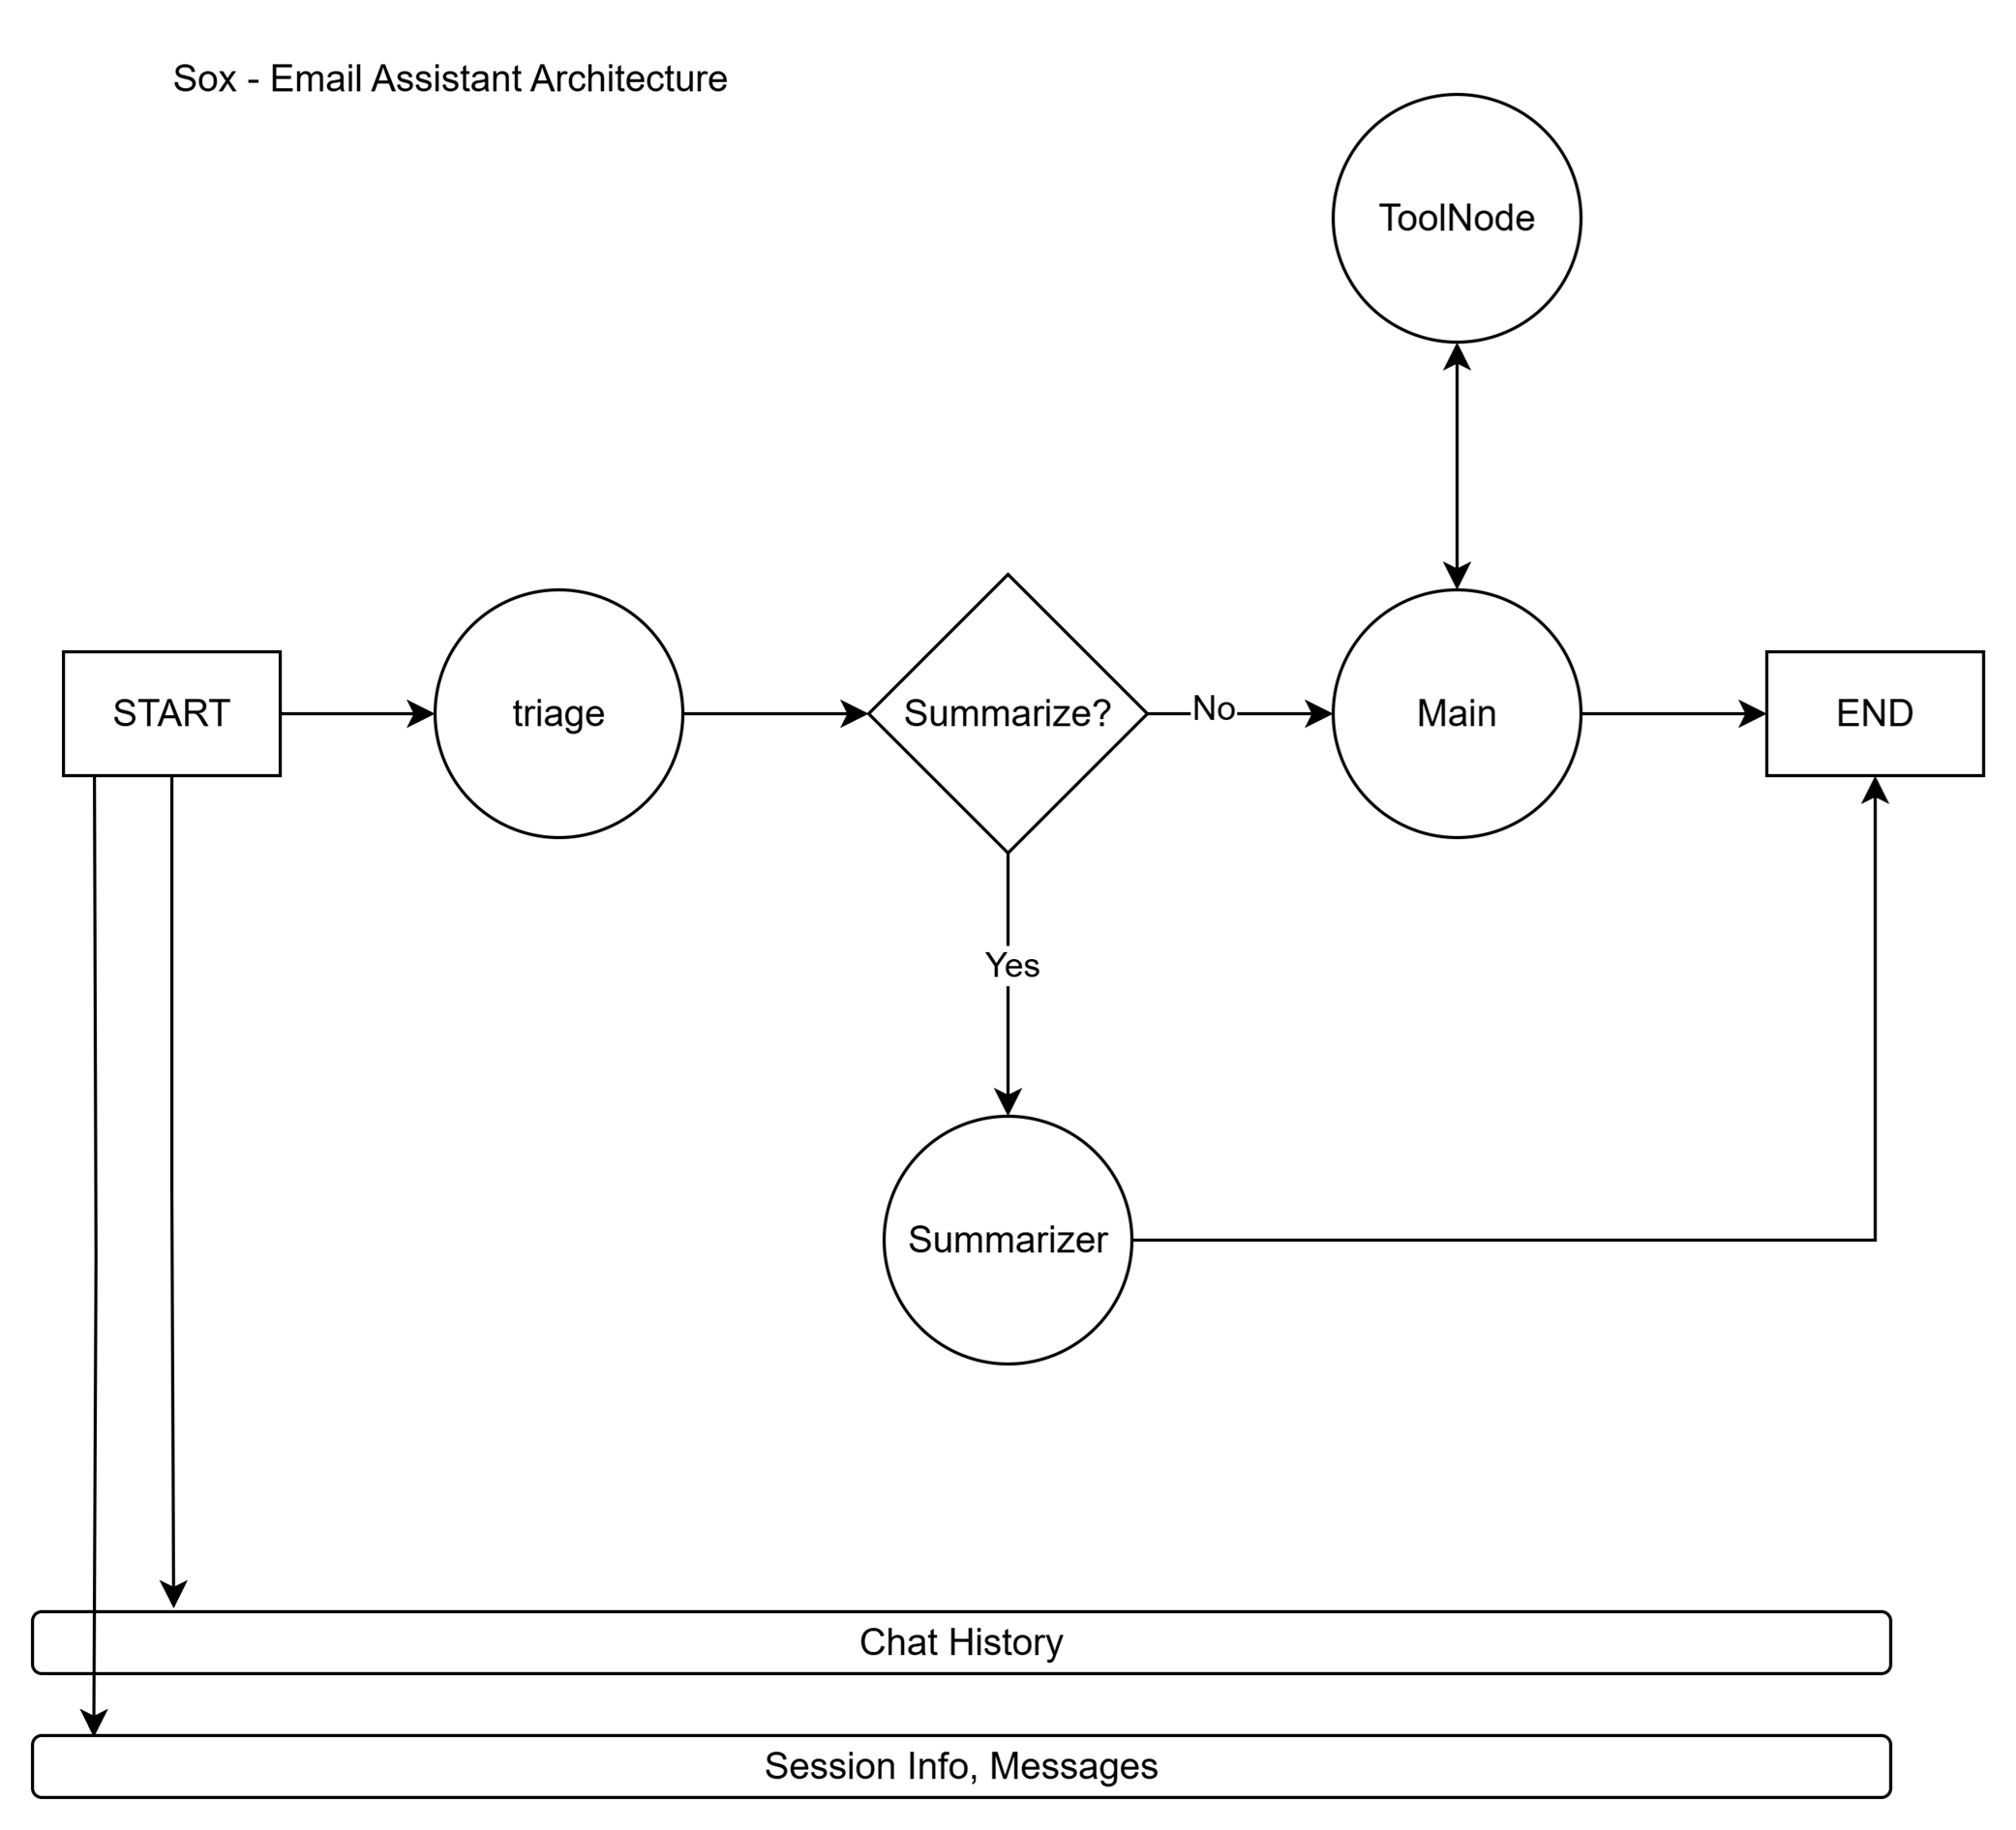 Sox - Email Assistant Architecture
ToolNode
START
triage
Summarize?
No
Main
END
Yes
Summarizer
Chat History
Session Info, Messages